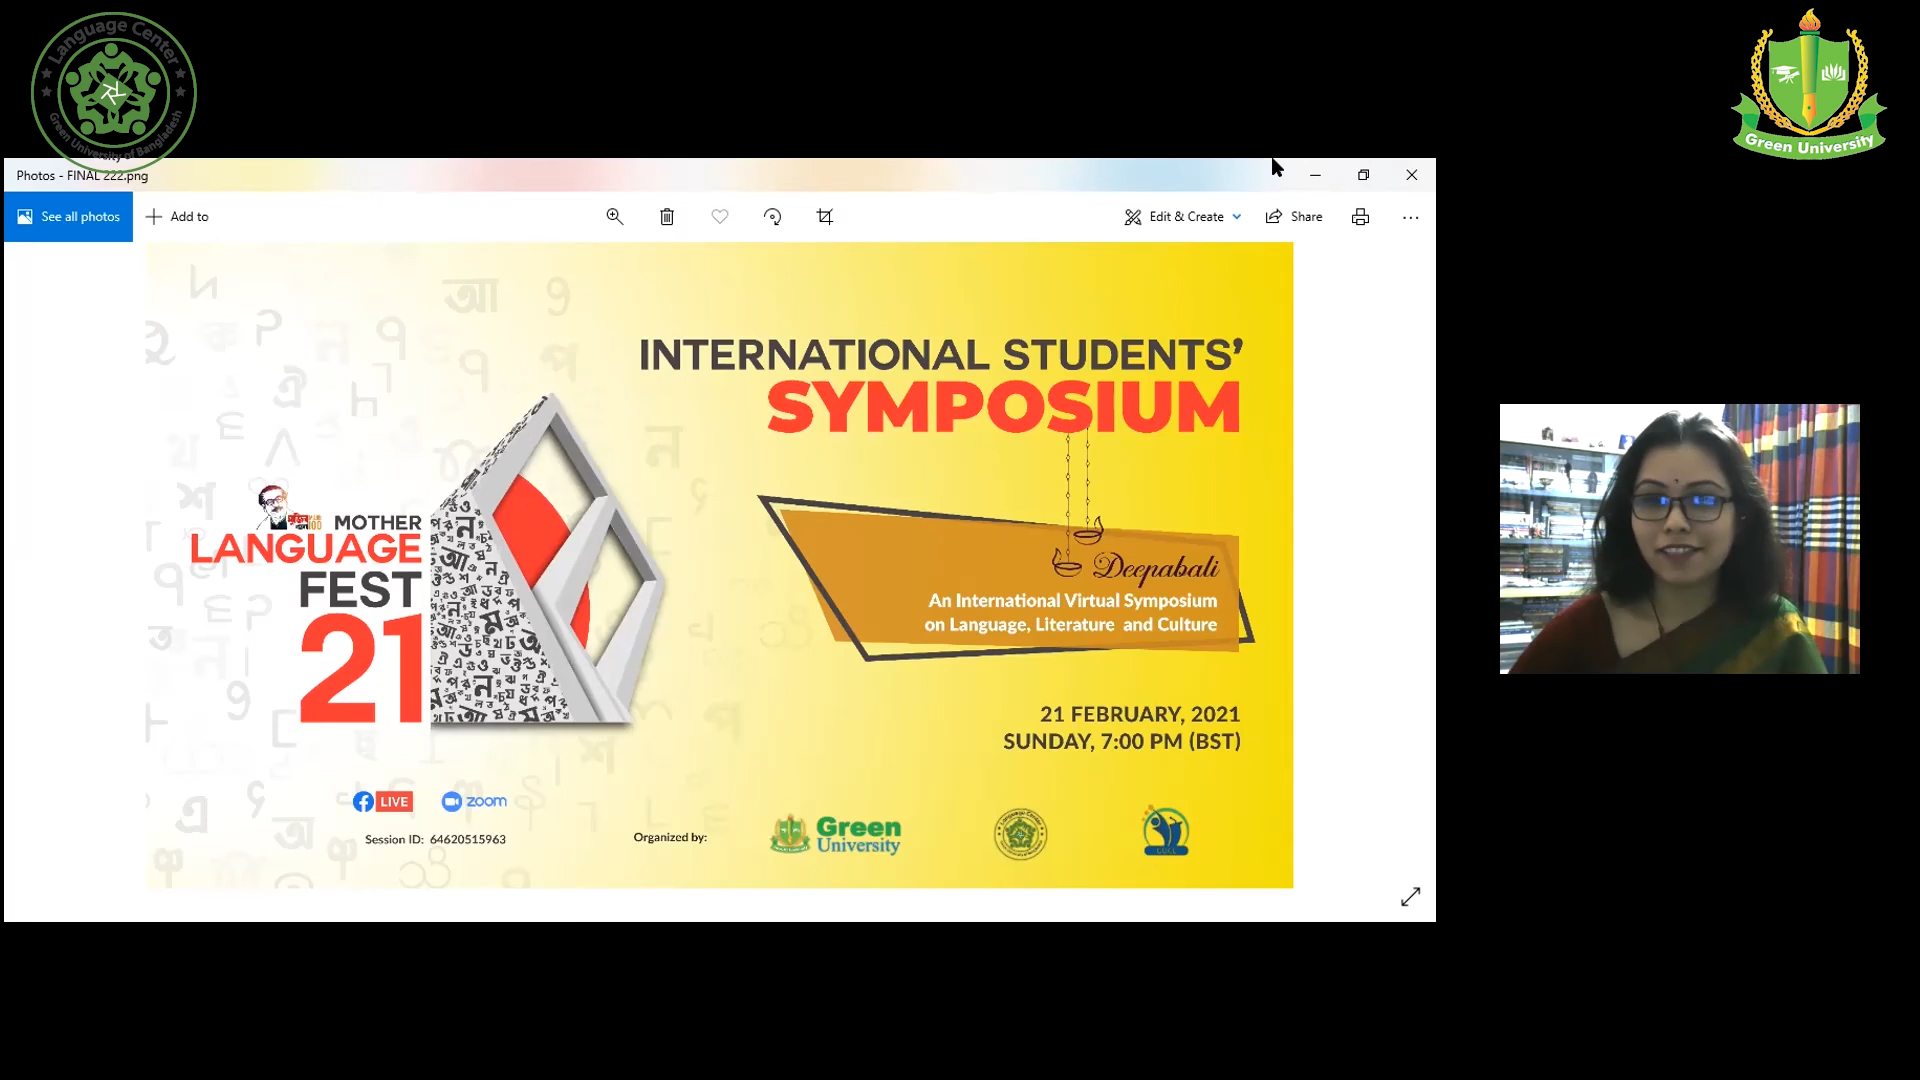 Language Center
Green University of Bangladesh
Green University
Photos - FINAL 222.png
See all photos
Add to
Edit & Create
Share
INTERNATIONAL STUDENTS’
SYMPOSIUM
MOTHER
LANGUAGE
FEST
21
Deepabali
An International Virtual Symposium
on Language, Literature and Culture
21 FEBRUARY, 2021
SUNDAY, 7:00 PM (BST)
LIVE
zoom
Session ID: 64620515963
Organized by:
Green
University